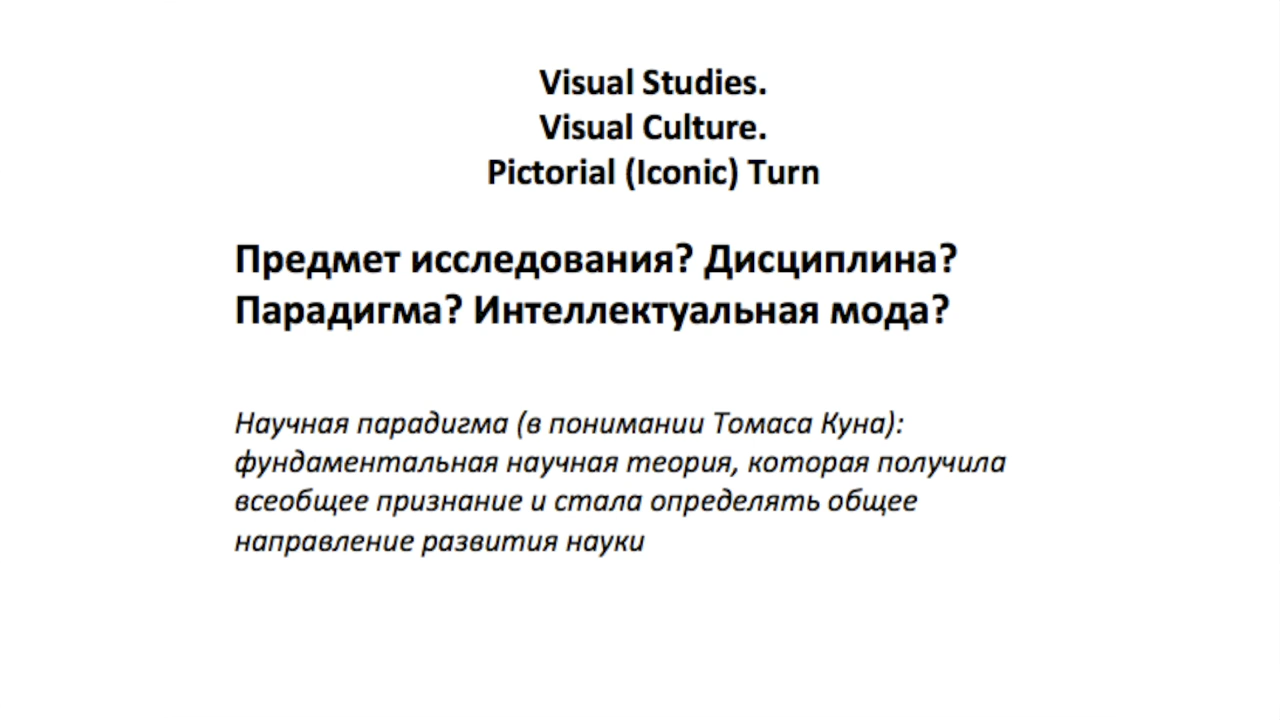 Visual Studies.
Visual Culture.
Pictorial (Iconic) Turn
Предмет исследования? Дисциплина?
Парадигма? Интеллектуальная мода?
Научная парадигма (в понимании Томаса Куна):
фундаментальная научная теория, которая получила
всеобщее признание и стала определять общее
направление развития науки